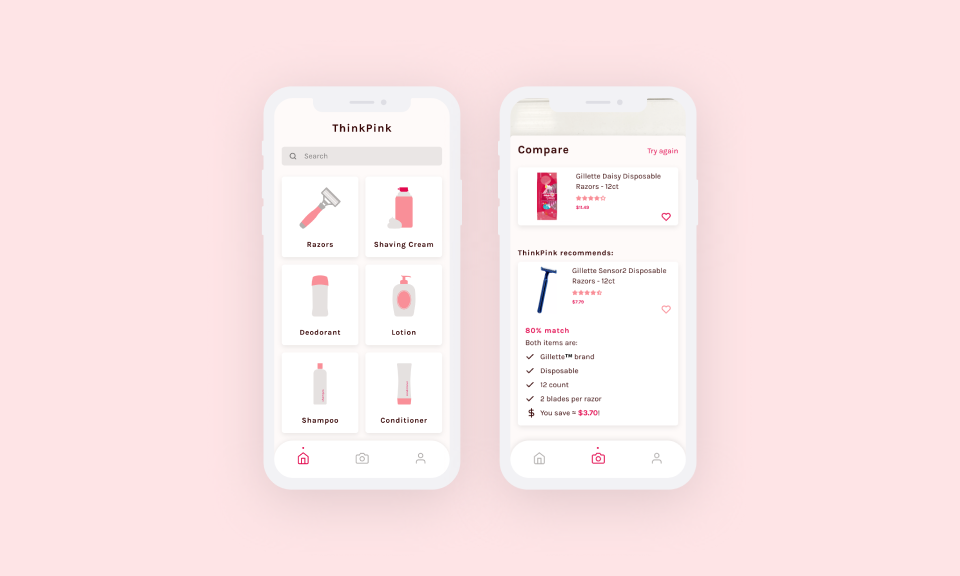 ThinkPink
Search
Razors
Shaving Cream
Deodorant
Lotion
Shampoo
Conditioner
Compare
Try again
Gillette Daisy Disposable
Razors - 12ct
$11.49
ThinkPink recommends:
Gillette Sensor2 Disposable
Razors - 12ct
$7.79
80% match
Both items are:
Gillette™ brand
Disposable
12 count
2 blades per razor
You save ≈ $3.70!